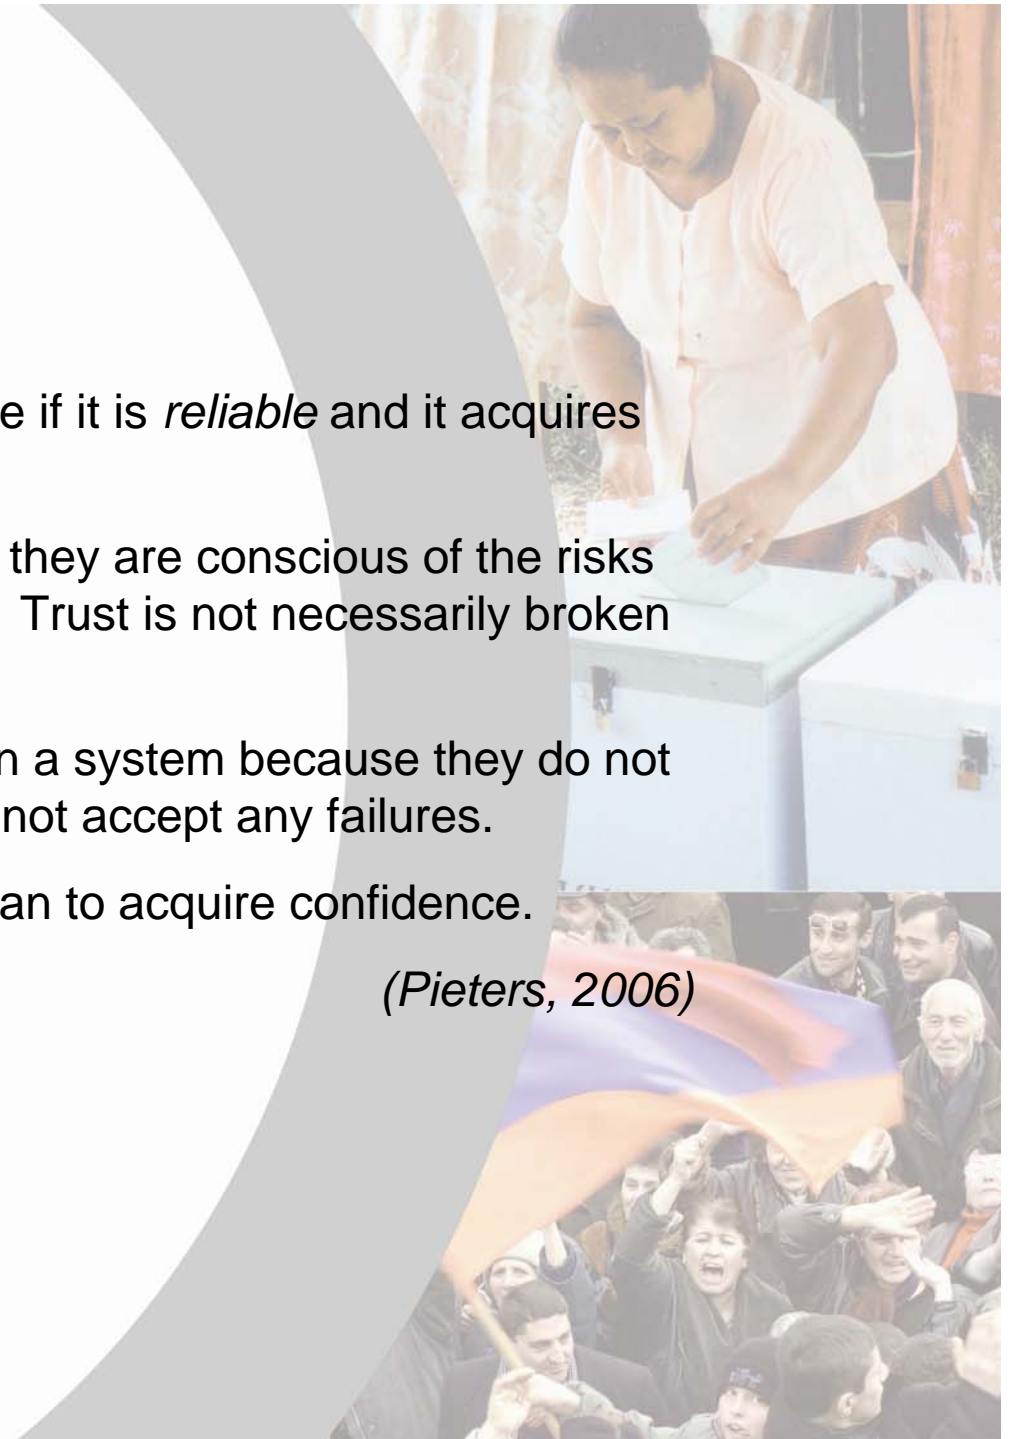 e if it is reliable and it acquires
they are conscious of the risks
Trust is not necessarily broken
n a system because they do not
not accept any failures.
an to acquire confidence.
(Pieters, 2006)